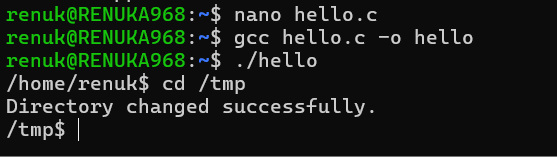 renuk@RENUKA968:~$ nano hello.c
renuk@RENUKA968:~$ gcc hello.c -o hello
renuk@RENUKA968:~$ ./hello
/home/renuk$ cd /tmp
Directory changed successfully.
/tmp$